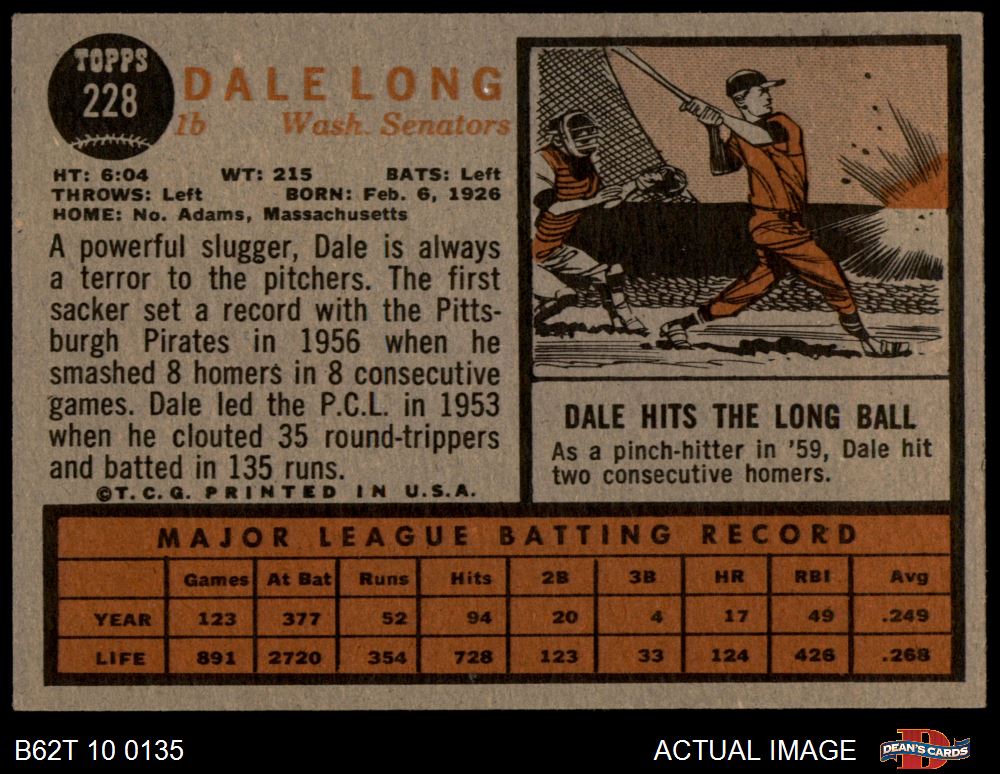 TOPPS
228
DALE LONG
1b Wash. Senators
HT: 6:04 WT: 215 BATS: Left
THROWS: Left BORN: Feb. 6, 1926
HOME: No. Adams, Massachusetts
A powerful slugger, Dale is always
a terror to the pitchers. The first
sacker set a record with the Pitts-
burgh Pirates in 1956 when he
smashed 8 homers in 8 consecutive
games. Dale led the P.C.L. in 1953
when he clouted 35 round-trippers
and batted in 135 runs.
©T.C.G. PRINTED IN U.S.A.
DALE HITS THE LONG BALL
As a pinch-hitter in '59, Dale hit
two consecutive homers.
MAJOR LEAGUE BATTING RECORD
Games At Bat Runs Hits 2B 3B HR RBI Avg
YEAR 123 377 52 94 20 4 17 49 .249
LIFE 891 2720 354 728 123 33 124 426 .268
B62T 10 0135
ACTUAL IMAGE
DEAN'S CARDS